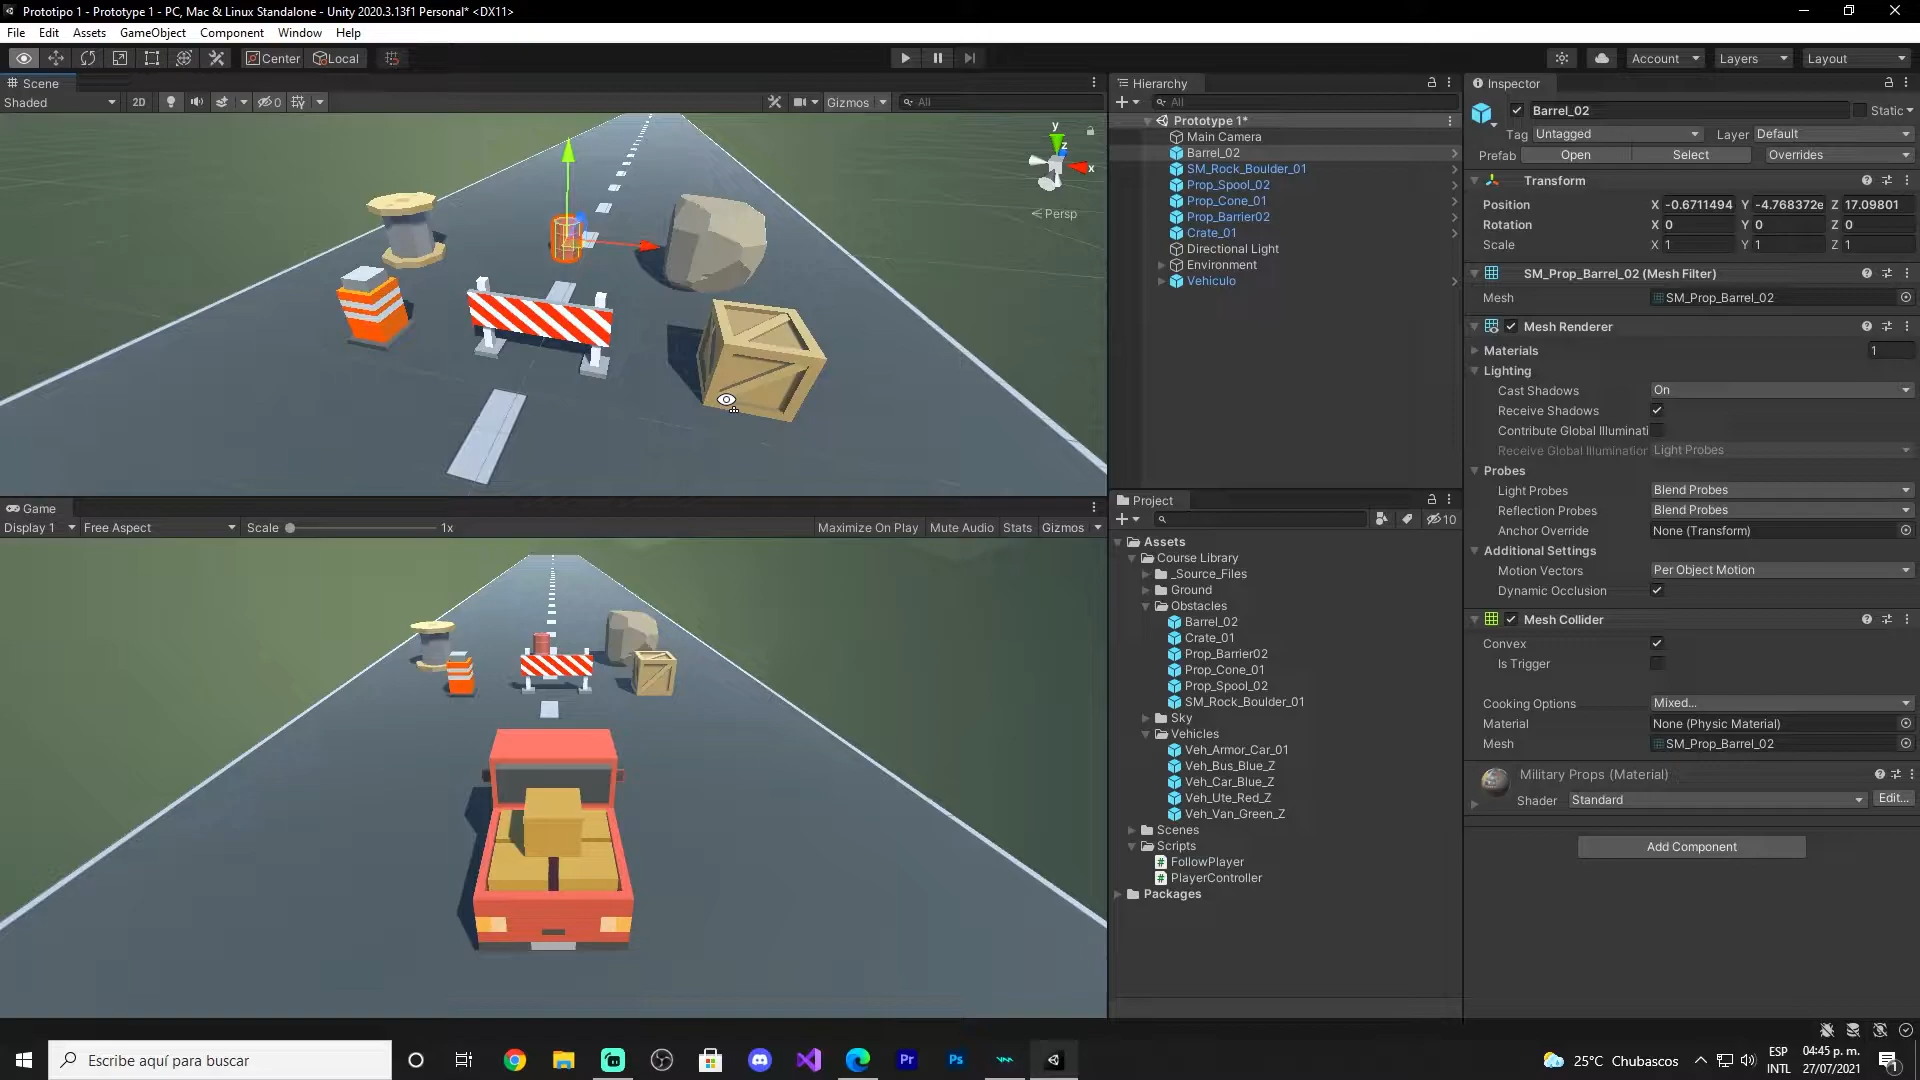 Prototipo 1 - Prototype 1 - PC, Mac & Linux Standalone - Unity 2020.3.13f1 Personal* <DX11>
File Edit Assets GameObject Component Window Help
Center Local Account Layers Layout
Scene
Shaded 2D 0 Gizmos All
y
z
x
Persp
Game
Display 1 Free Aspect Scale 1x Maximize On Play Mute Audio Stats Gizmos
Hierarchy
All
Prototype 1*
Main Camera
Barrel_02
SM_Rock_Boulder_01
Prop_Spool_02
Prop_Cone_01
Prop_Barrier02
Crate_01
Directional Light
Environment
Vehiculo
Project
10
Assets
Course Library
_Source_Files
Ground
Obstacles
Barrel_02
Crate_01
Prop_Barrier02
Prop_Cone_01
Prop_Spool_02
SM_Rock_Boulder_01
Sky
Vehicles
Veh_Armor_Car_01
Veh_Bus_Blue_Z
Veh_Car_Blue_Z
Veh_Ute_Red_Z
Veh_Van_Green_Z
Scenes
Scripts
FollowPlayer
PlayerController
Packages
Inspector
Barrel_02 Static
Tag Untagged Layer Default
Prefab Open Select Overrides
Transform
Position X -0.6711494 Y -4.768372e Z 17.09801
Rotation X 0 Y 0 Z 0
Scale X 1 Y 1 Z 1
SM_Prop_Barrel_02 (Mesh Filter)
Mesh SM_Prop_Barrel_02
Mesh Renderer
Materials 1
Lighting
Cast Shadows On
Receive Shadows
Contribute Global Illuminati
Receive Global Illumination Light Probes
Probes
Light Probes Blend Probes
Reflection Probes Blend Probes
Anchor Override None (Transform)
Additional Settings
Motion Vectors Per Object Motion
Dynamic Occlusion
Mesh Collider
Convex
Is Trigger
Cooking Options Mixed...
Material None (Physic Material)
Mesh SM_Prop_Barrel_02
Military Props (Material)
Shader Standard Edit...
Add Component
Escribe aquí para buscar
Pr Ps
25°C Chubascos
ESP
INTL
04:45 p. m.
27/07/2021
1